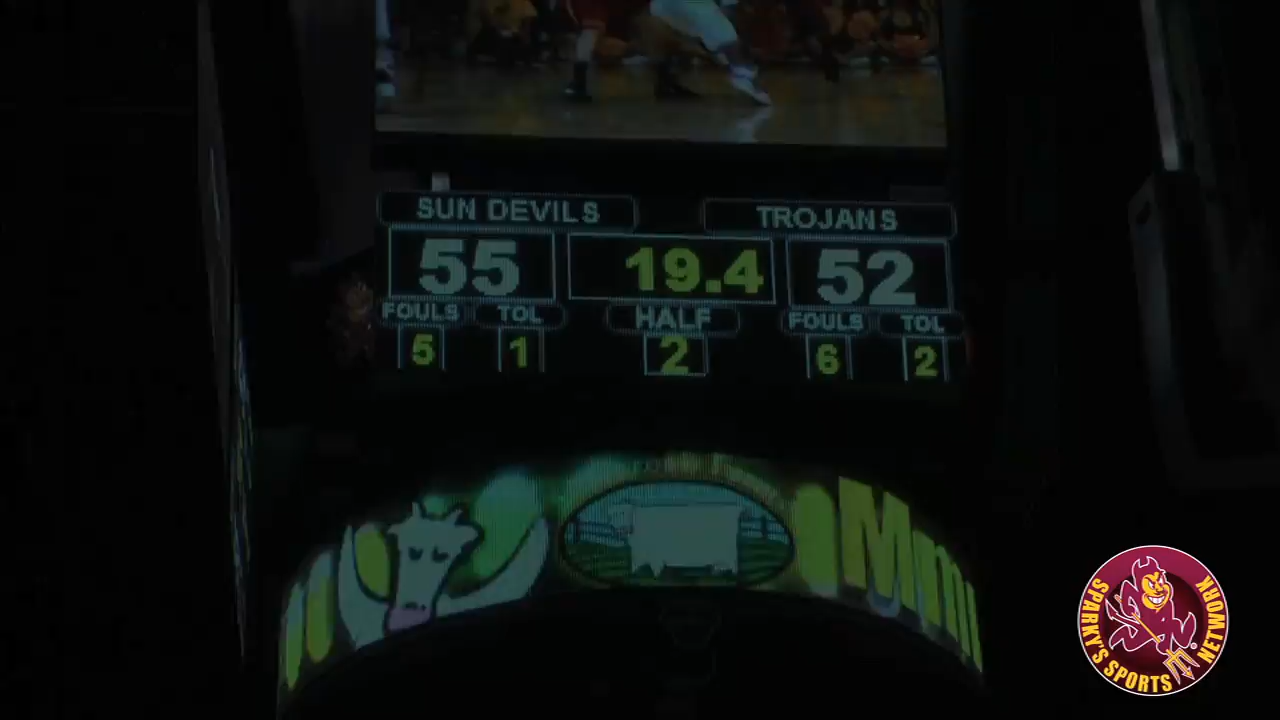 SUN DEVILS TROJANS
55 19.4 52
FOULS TOL HALF FOULS TOL
5 1 2 6 2
SPARKY'S SPORTS NETWORK